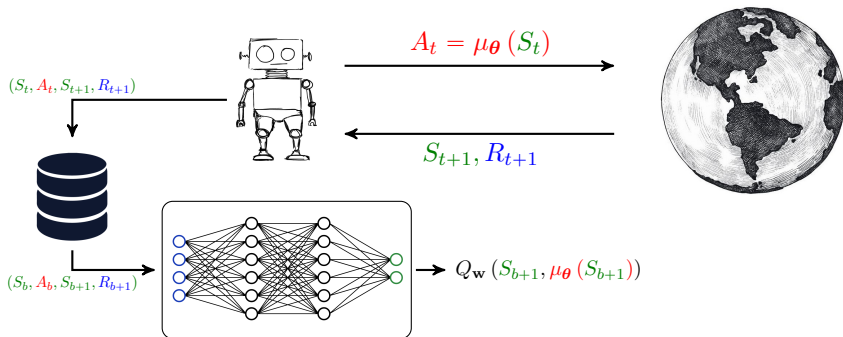 A_t = μ_θ (S_t)
(S_t, A_t, S_{t+1}, R_{t+1})
S_{t+1}, R_{t+1}
(S_b, A_b, S_{b+1}, R_{b+1})
Q_w (S_{b+1}, μ_θ (S_{b+1}))